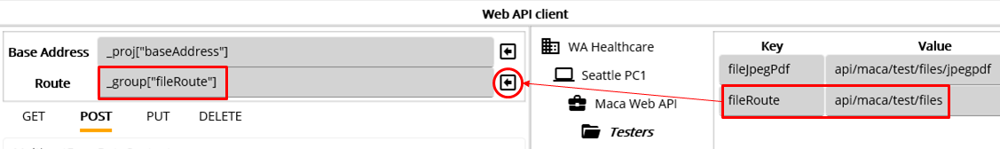 Web API client
Base Address _proj["baseAddress"]
Route _group["fileRoute"]
GET POST PUT DELETE
WA Healthcare
Seattle PC1
Maca Web API
Testers
Key Value
fileJpegPdf api/maca/test/files/jpegpdf
fileRoute api/maca/test/files